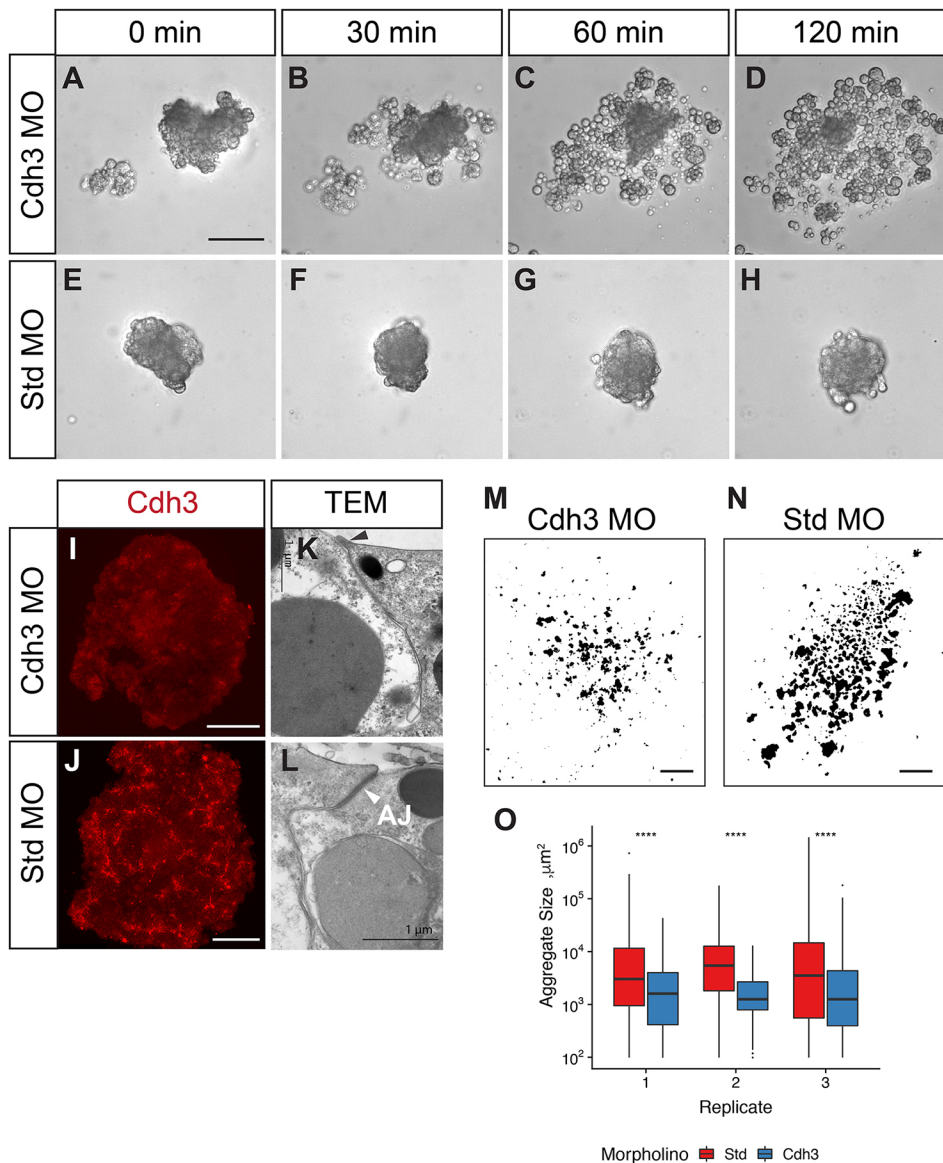 0 min
30 min
60 min
120 min
Cdh3 MO
A
B
C
D
Std MO
E
F
G
H
Cdh3
TEM
Cdh3 MO
I
K
1 µm
Std MO
J
L
AJ
1 µm
M
Cdh3 MO
N
Std MO
O
**** **** ****
Aggregate Size ,µm²
10⁶
10⁵
10⁴
10³
10²
1 2 3
Replicate
Morpholino Std Cdh3